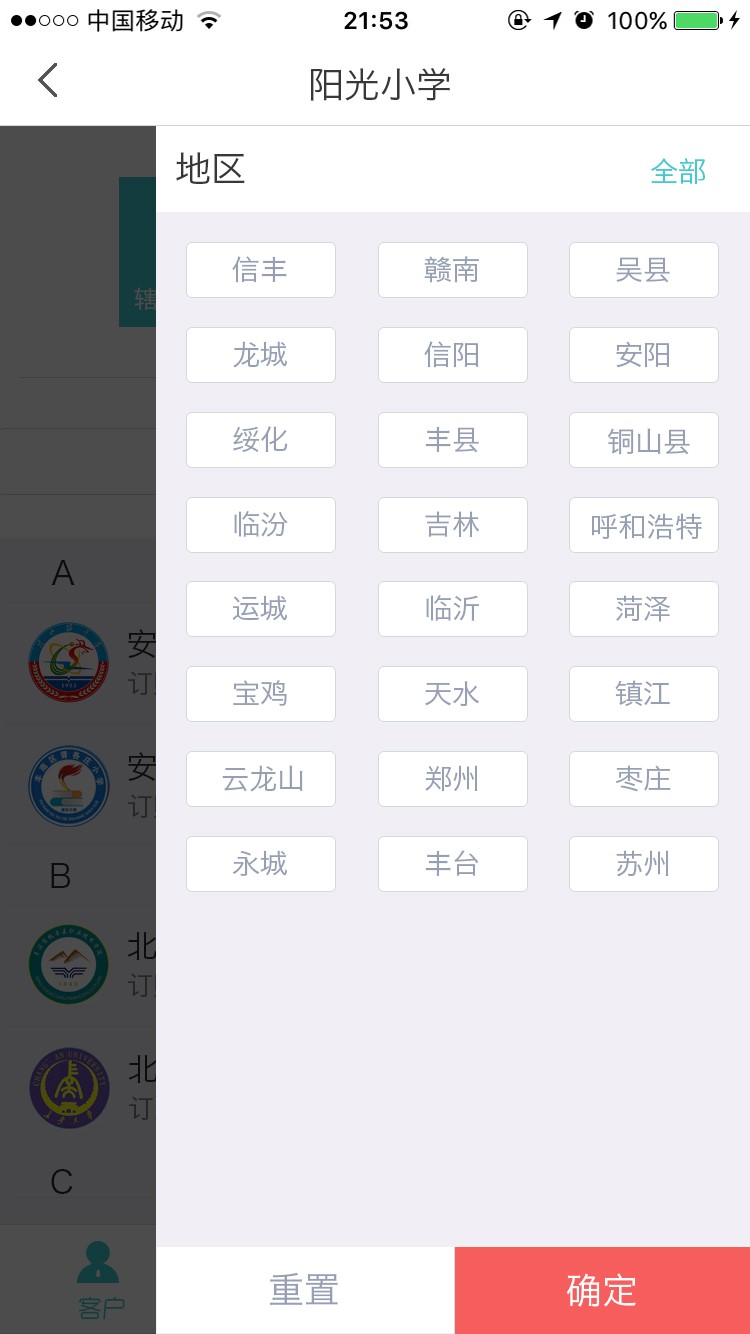 中国移动 21:53 100%
阳光小学
地区 全部
辖
信丰 赣南 吴县
龙城 信阳 安阳
绥化 丰县 铜山县
临汾 吉林 呼和浩特
运城 临沂 菏泽
宝鸡 天水 镇江
云龙山 郑州 枣庄
永城 丰台 苏州
A
安
订
安
订
B
北
订
北
订
C
客户
重置 确定